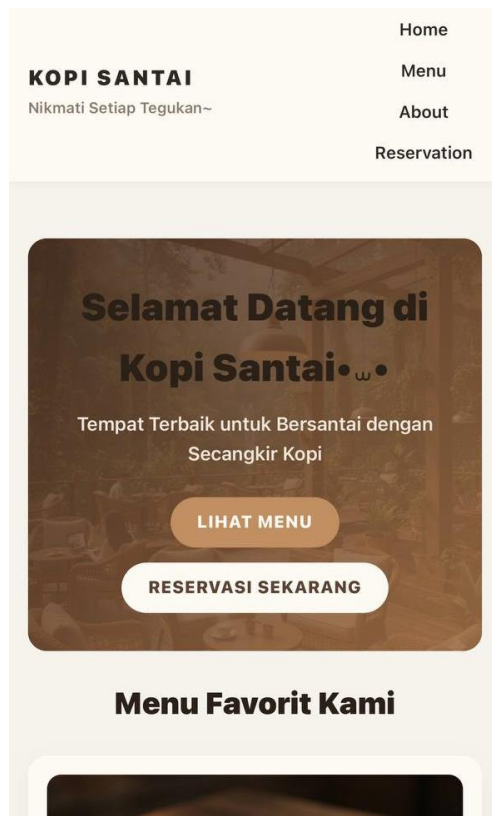 KOPI SANTAI
Nikmati Setiap Tegukan~
Home
Menu
About
Reservation
Selamat Datang di
Kopi Santai•ω•
Tempat Terbaik untuk Bersantai dengan
Secangkir Kopi
LIHAT MENU
RESERVASI SEKARANG
Menu Favorit Kami